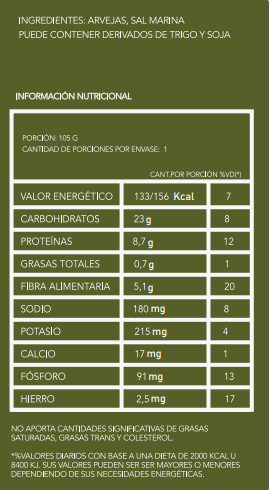 INGREDIENTES: ARVEJAS, SAL MARINA
PUEDE CONTENER DERIVADOS DE TRIGO Y SOJA
INFORMACIÓN NUTRICIONAL
PORCIÓN: 105 G
CANTIDAD DE PORCIONES POR ENVASE: 1
CANT.POR PORCIÓN %VD(*)
VALOR ENERGÉTICO 133/156 Kcal 7
CARBOHIDRATOS 23 g 8
PROTEÍNAS 8,7 g 12
GRASAS TOTALES 0,7 g 1
FIBRA ALIMENTARIA 5,1 g 20
SODIO 180 mg 8
POTASIO 215 mg 4
CALCIO 17 mg 1
FÓSFORO 91 mg 13
HIERRO 2,5 mg 17
NO APORTA CANTIDADES SIGNIFICATIVAS DE GRASAS
SATURADAS, GRASAS TRANS Y COLESTEROL.
*%VALORES DIARIOS CON BASE A UNA DIETA DE 2000 KCAL U
8400 KJ. SUS VALORES PUEDEN SER SER MAYORES O MENORES
DEPENDIENDO DE SUS NECESIDADES ENERGÉTICAS.